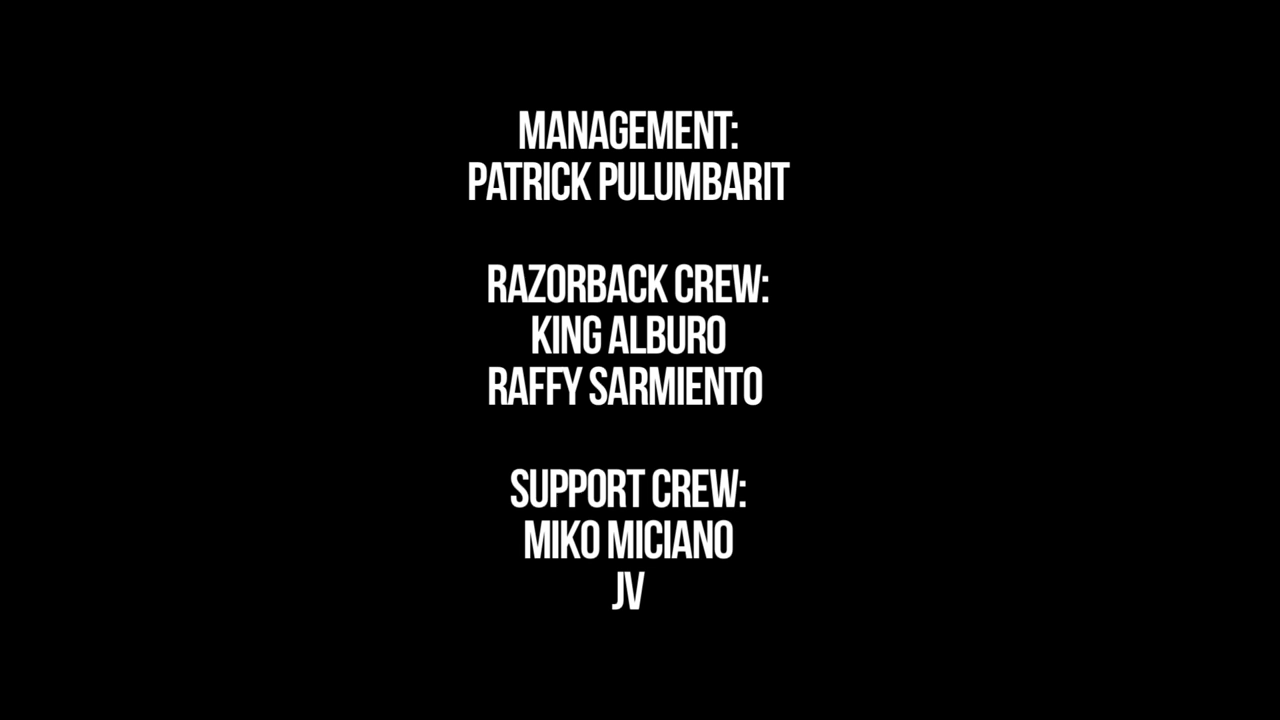 MANAGEMENT:
PATRICK PULUMBARIT
RAZORBACK CREW:
KING ALBURO
RAFFY SARMIENTO
SUPPORT CREW:
MIKO MICIANO
JV